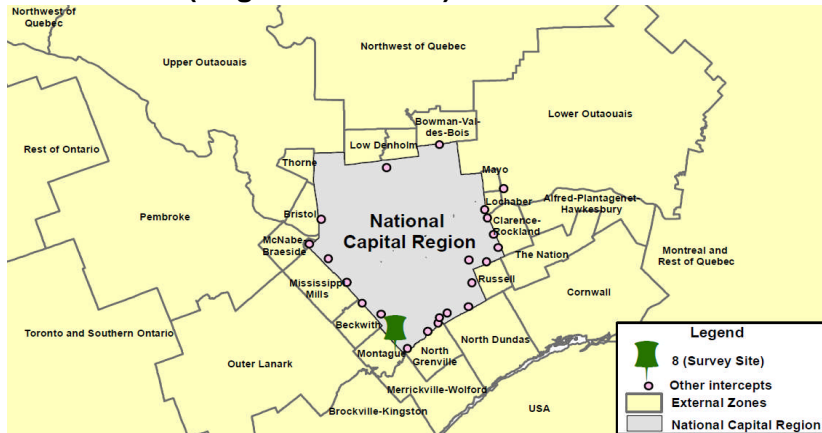 Northwest of
Quebec
Northwest of Quebec
Upper Outaouais
Bowman-Val-
des-Bois
Lower Outaouais
Low Denholm
Rest of Ontario
Thorne
Mayo
Lochaber
Alfred-Plantagenet-
Hawkesbury
Pembroke
Bristol
National
Capital Region
Clarence-
Rockland
McNabe-
Braeside
The Nation
Montreal and
Rest of Quebec
Mississippi
Mills
Russell
Cornwall
Toronto and Southern Ontario
Beckwith
North Dundas
Outer Lanark
Montague
North
Grenville
Merrickville-Wolford
Brockville-Kingston
USA
Legend
8 (Survey Site)
Other intercepts
External Zones
National Capital Region